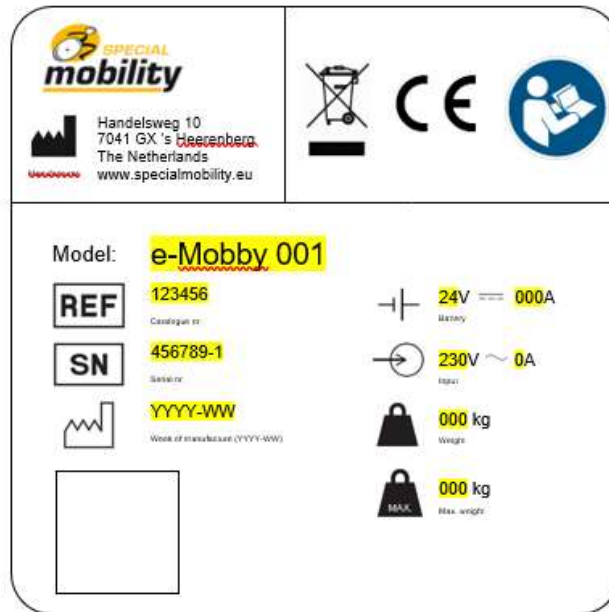 SPECIAL
mobility
Handelsweg 10
7041 GX 's Heerenberg
The Netherlands
www.specialmobility.eu
CE
Model: e-Mobby 001
REF 123456
Catalogue nr.
SN 456789-1
Serial nr
YYYY-WW
Week of manufacture (YYYY-WW)
24V 000A
Battery
230V ~ 0A
Input
000 kg
Weight
MAX. 000 kg
Max. weight